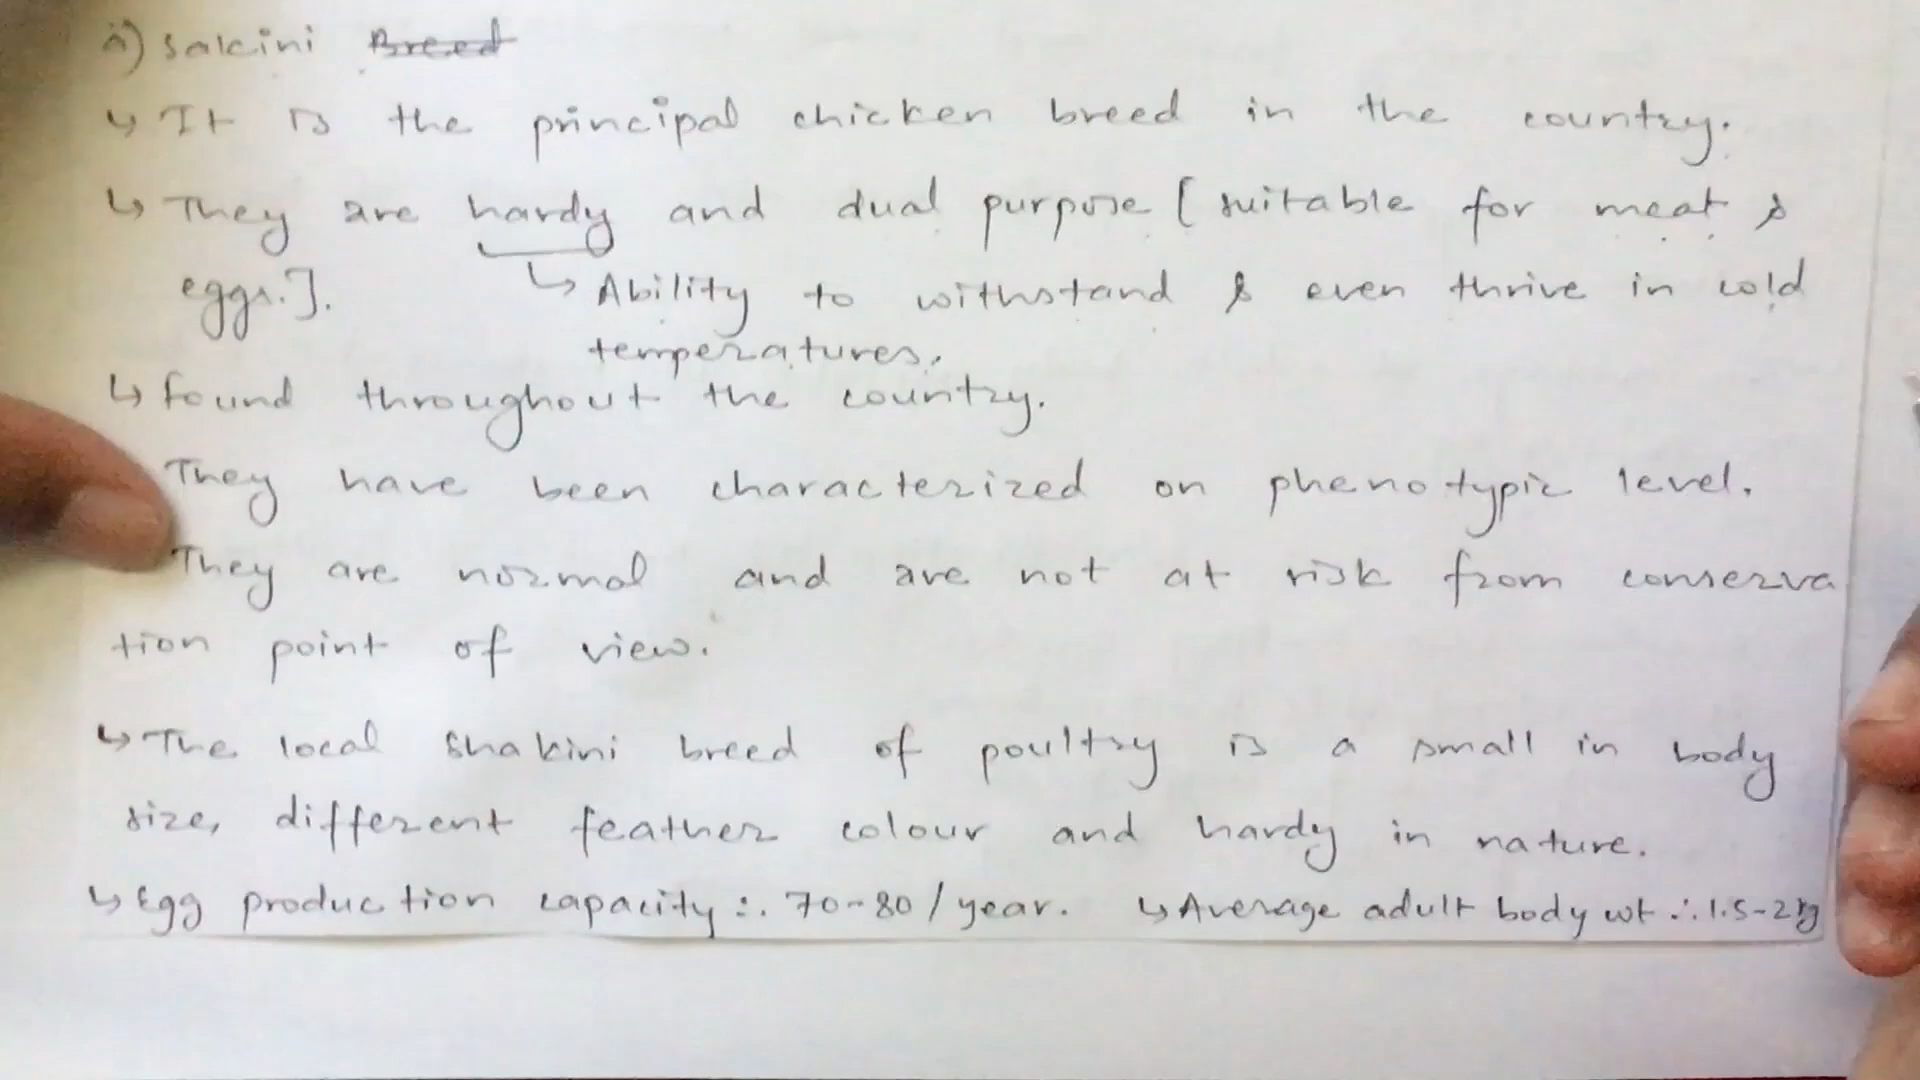 ii) Sakini Breed
↳ It is the principal chicken breed in the country.
↳ They are hardy and dual purpose [suitable for meat &
eggs.].
↳ Ability to withstand & even thrive in cold
temperatures.
↳ found throughout the country.
They have been characterized on phenotypic level.
They are normal and are not at risk from conserva
tion point of view.
↳ The local Shakini breed of poultry is a small in body
size, different feather colour and hardy in nature.
↳ Egg production capacity :. 70-80/year. ↳ Average adult body wt ∴ 1.5-2kg